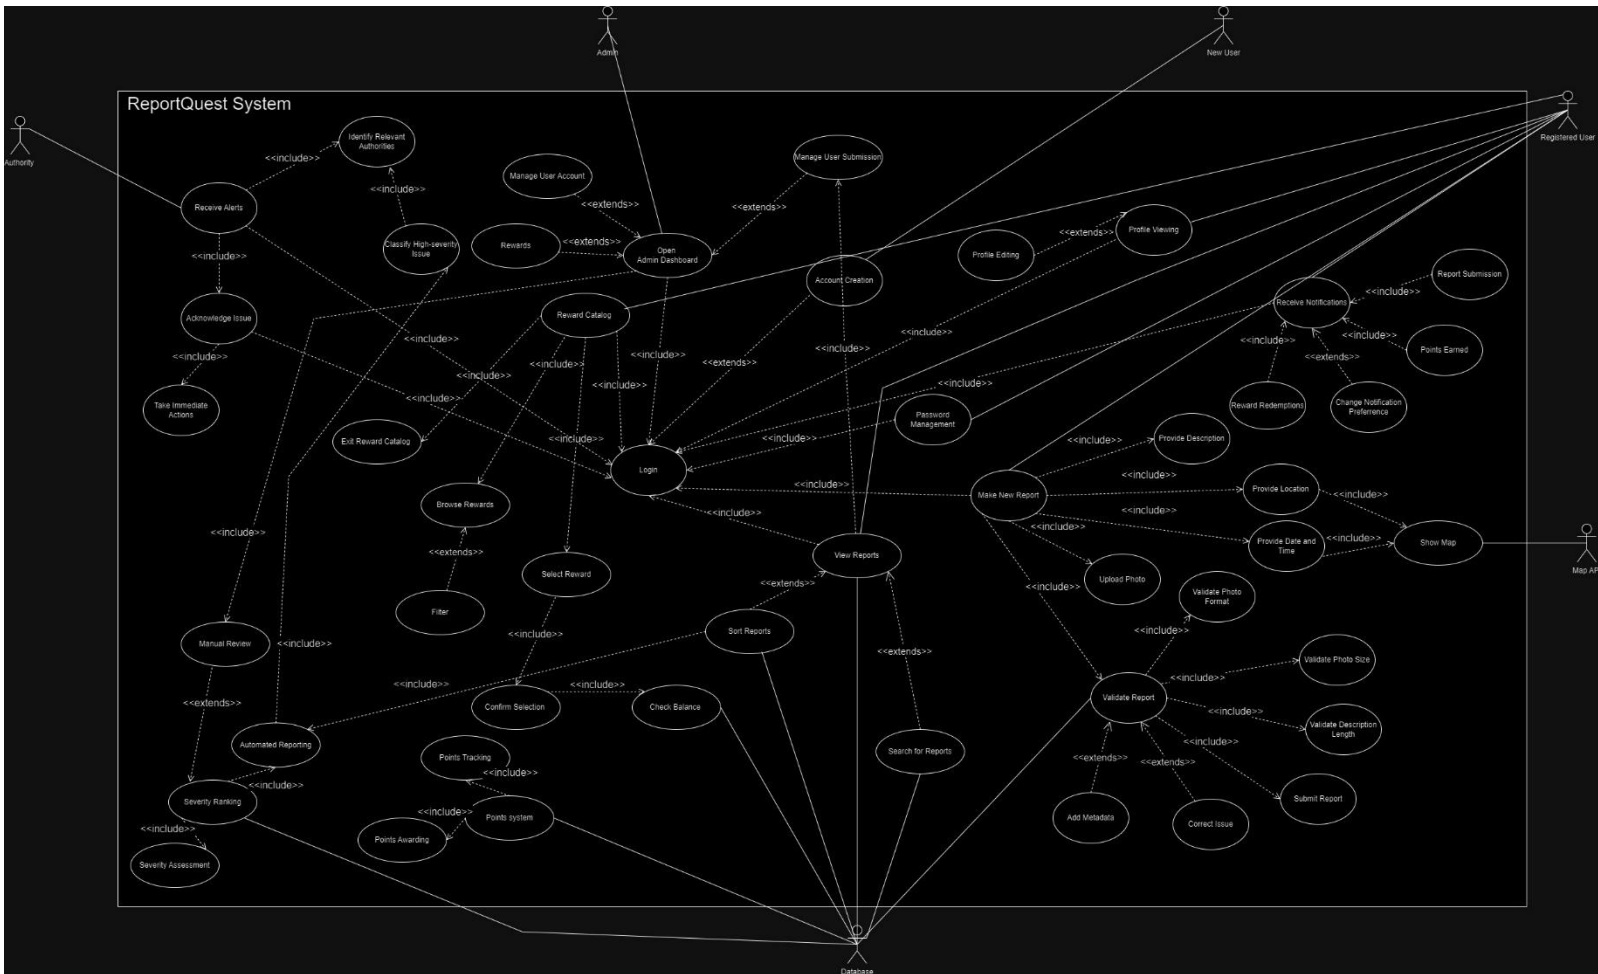 Admin
New User
ReportQuest System
Registered User
Authority
Identify Relevant
Authorities
<<include>>
Manage User Submission
Manage User Account
<<include>>
<<extends>>
<<extends>>
Receive Alerts
Profile Viewing
Classify High-severity
Issue
Rewards
<<extends>>
Open
Admin Dashboard
Profile Editing
<<extends>>
<<include>>
Account Creation
Report Submission
<<include>>
Receive Notifications
Acknowledge Issue
Reward Catalog
<<include>>
<<include>>
<<include>>
<<include>>
<<extends>>
Points Earned
<<include>>
<<include>>
<<include>>
<<include>>
<<extends>>
<<include>>
<<include>>
<<include>>
Take Immediate
Actions
Reward Redemptions
Change Notification
Preferrence
Password
Management
Exit Reward Catalog
<<include>>
<<include>>
<<include>>
Provide Description
Login
<<include>>
<<include>>
Provide Location
Make New Report
Browse Rewards
<<include>>
<<include>>
<<include>>
<<include>>
<<include>>
Provide Date and
Time
Show Map
View Reports
<<extends>>
Select Reward
<<extends>>
Upload Photo
<<include>>
Validate Photo
Format
Map AP
Filter
Sort Reports
<<include>>
Manual Review
<<include>>
<<extends>>
<<include>>
Validate Photo Size
<<include>>
<<include>>
<<include>>
<<extends>>
Confirm Selection
Check Balance
Validate Report
<<include>>
Validate Description
Length
Automated Reporting
Points Tracking
<<include>>
Search for Reports
<<include>>
<<extends>>
<<extends>>
<<include>>
Severity Ranking
Submit Report
<<include>>
Points system
Add Metadata
Correct Issue
<<include>>
Points Awarding
Severity Assessment
Database